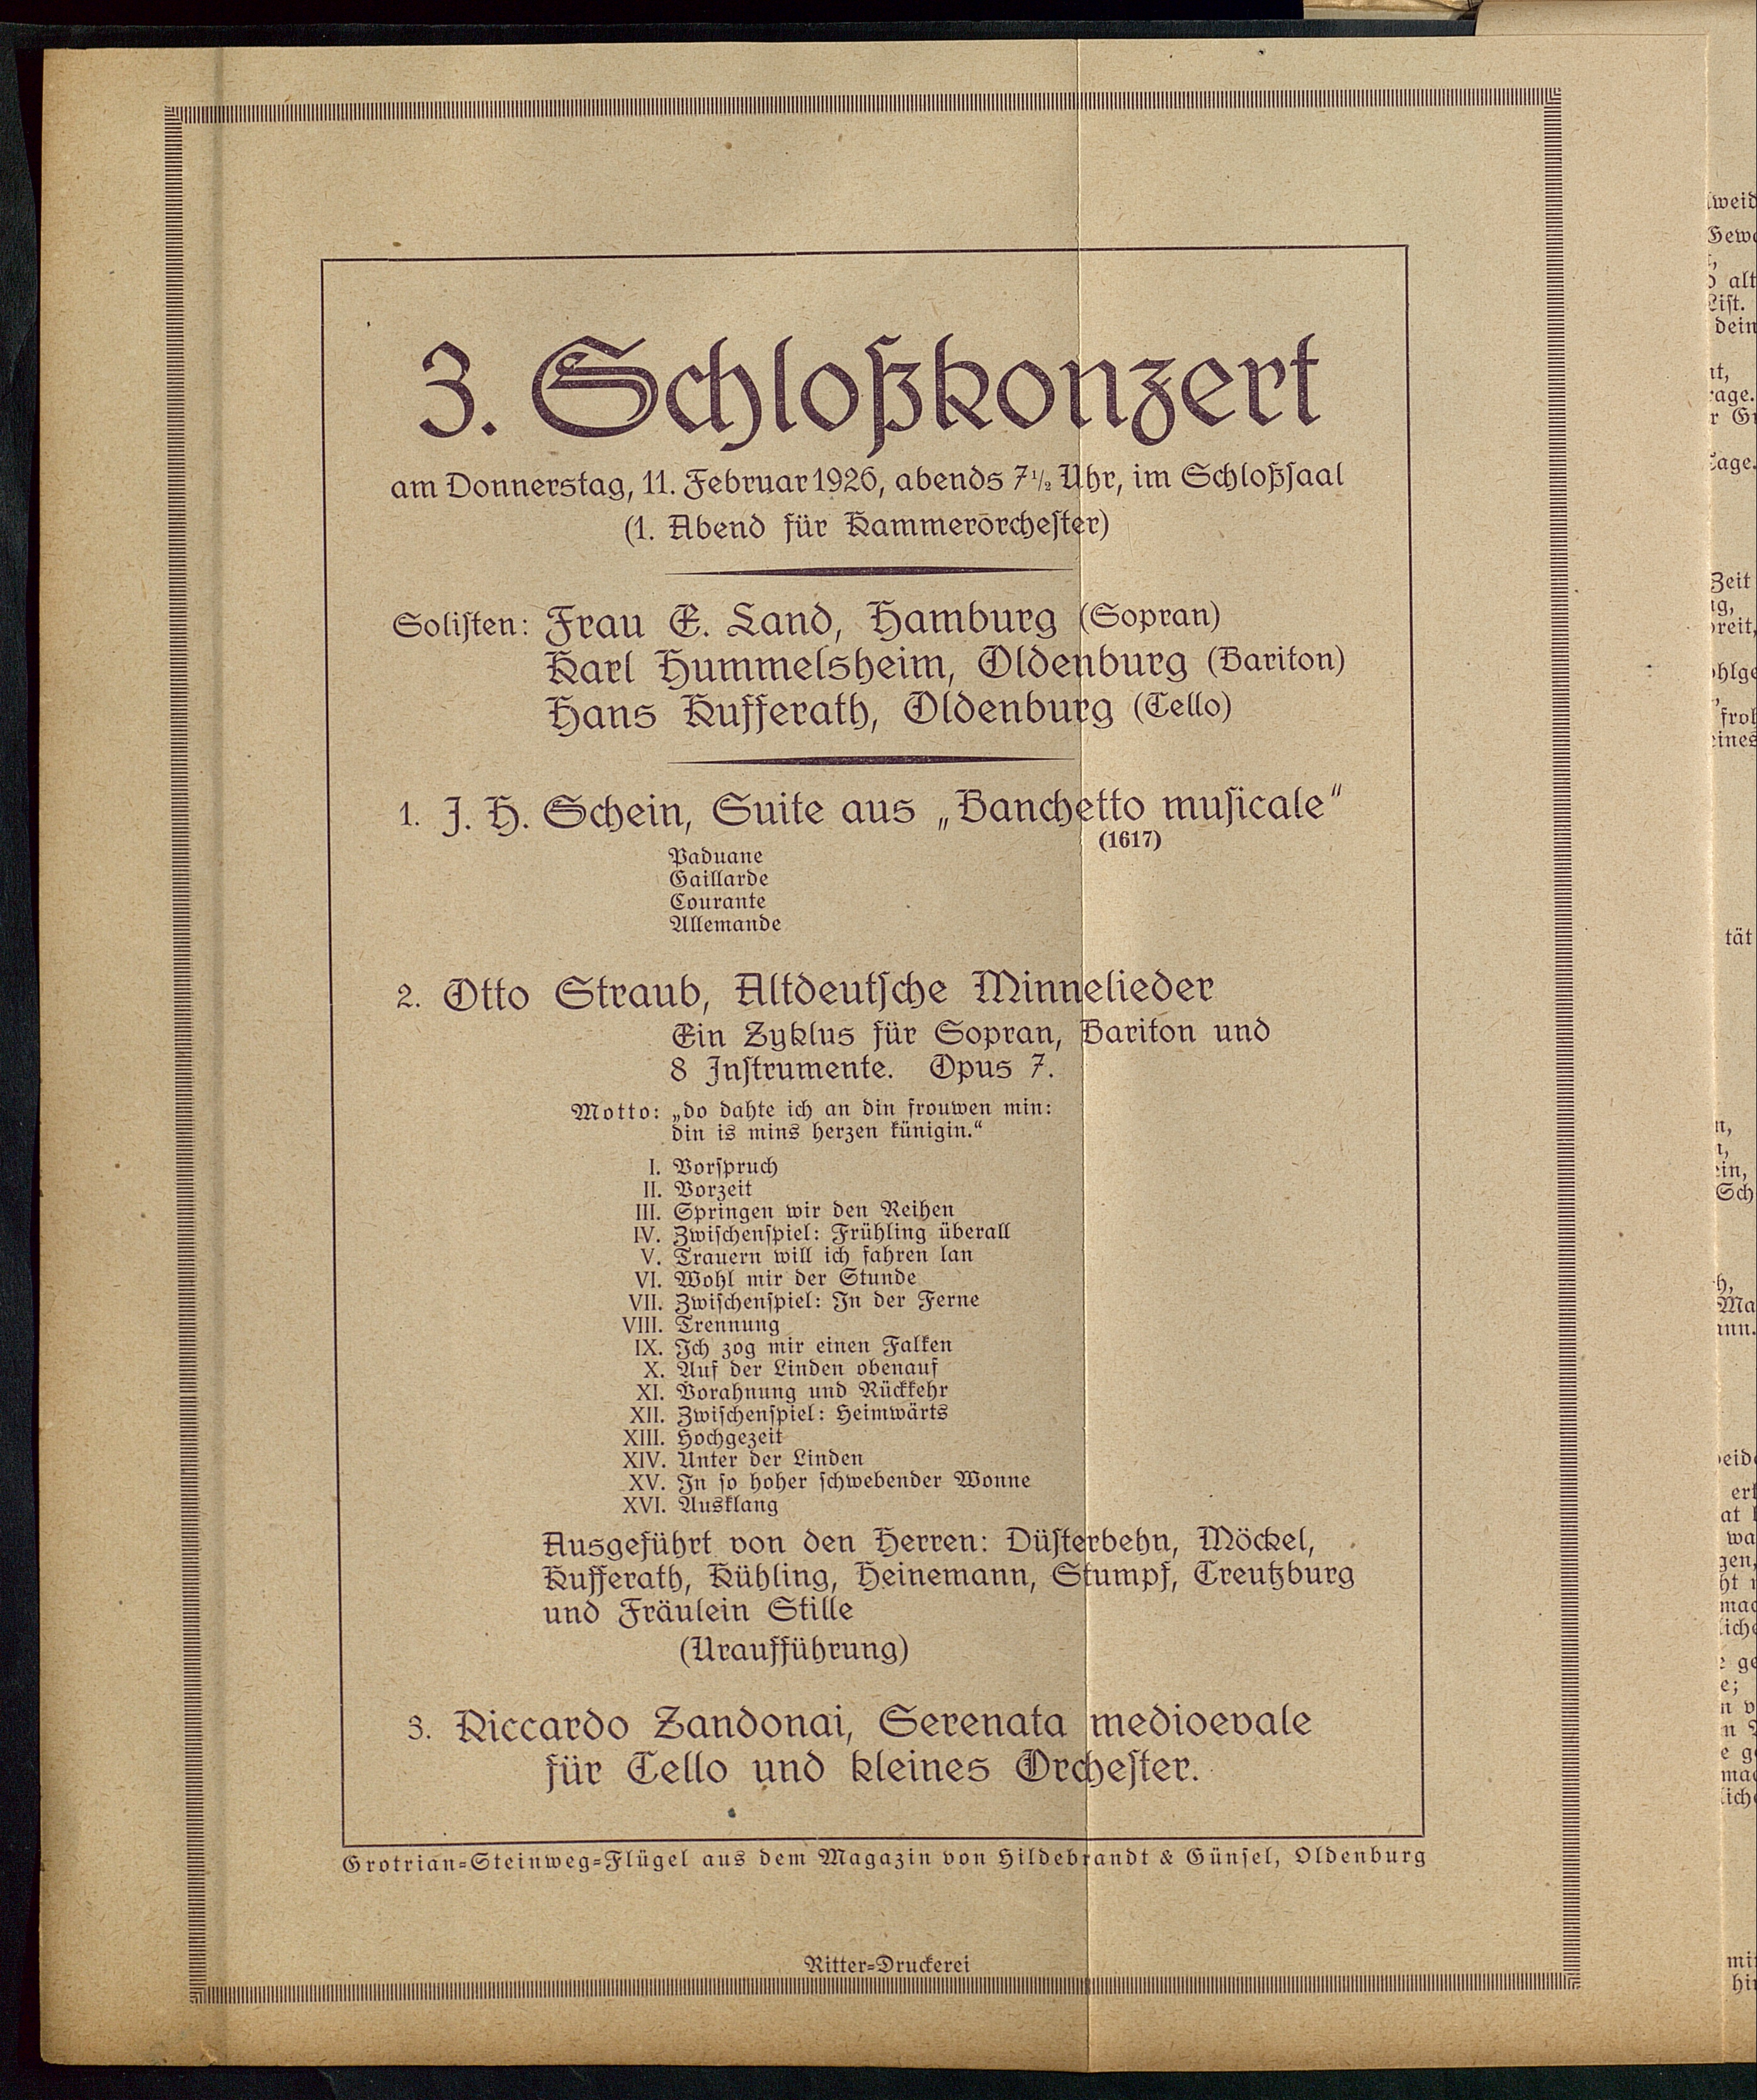 3. Schloßkonzert
am Donnerstag, 11. Februar 1926, abends 7½ Uhr, im Schloßsaal
(1. Abend für Kammerorchester)
Solisten: Frau E. Land, Hamburg (Sopran)
Karl Hummelsheim, Oldenburg (Bariton)
Hans Kufferath, Oldenburg (Cello)
1. J. H. Schein, Suite aus „Banchetto musicale“
(1617)
Paduane
Gaillarde
Courante
Allemande
2. Otto Straub, Altdeutsche Minnelieder
Ein Zyklus für Sopran, Bariton und
8 Instrumente. Opus 7.
Motto: „do dahte ich an din frouwen min:
din is mins herzen künigin.“
I. Vorspruch
II. Vorzeit
III. Springen wir den Reihen
IV. Zwischenspiel: Frühling überall
V. Trauern will ich fahren lan
VI. Wohl mir der Stunde
VII. Zwischenspiel: In der Ferne
VIII. Trennung
IX. Ich zog mir einen Falken
X. Auf der Linden obenauf
XI. Vorahnung und Rückkehr
XII. Zwischenspiel: Heimwärts
XIII. Hochgezeit
XIV. Unter der Linden
XV. In so hoher schwebender Wonne
XVI. Ausklang
Ausgeführt von den Herren: Düsterbehn, Möckel,
Kufferath, Kühling, Heinemann, Stumpf, Treutzburg
und Fräulein Stille
(Uraufführung)
3. Riccardo Zandonai, Serenata medioevale
für Cello und kleines Orchester.
Grotrian-Steinweg-Flügel aus dem Magazin von Hildebrandt & Günsel, Oldenburg
Ritter-Druckerei